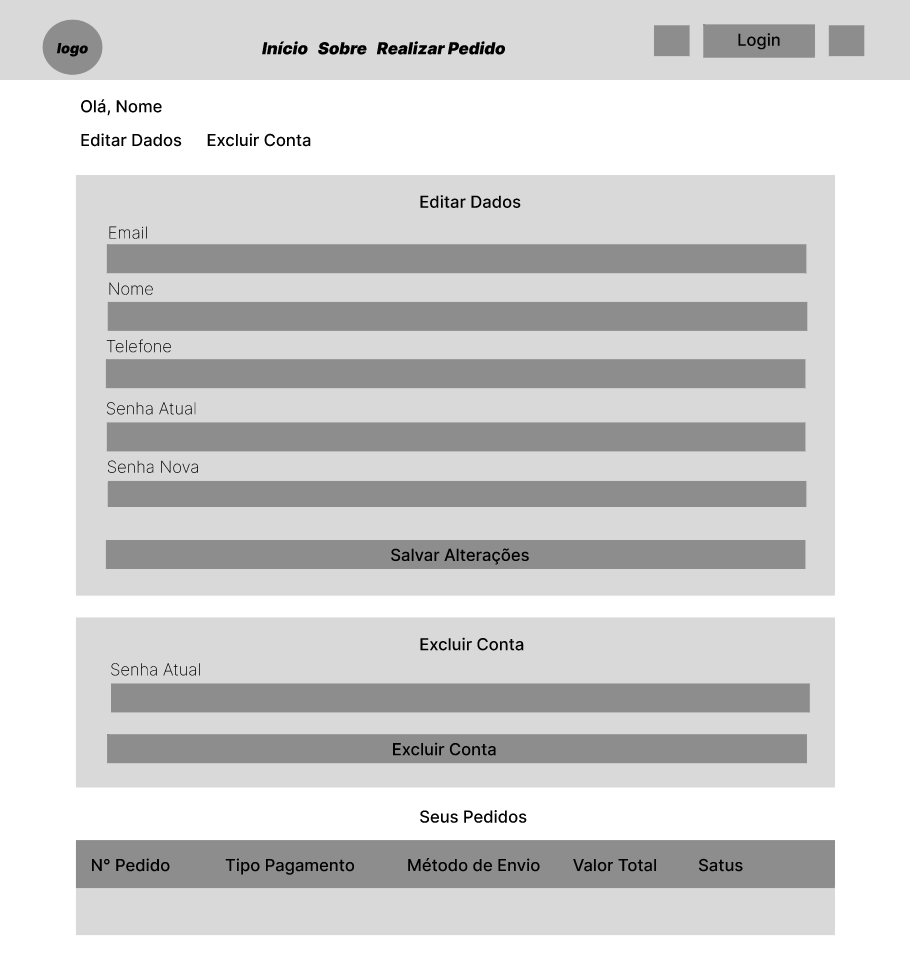 logo
Início Sobre Realizar Pedido
Login
Olá, Nome
Editar Dados Excluir Conta
Editar Dados
Email
Nome
Telefone
Senha Atual
Senha Nova
Salvar Alterações
Excluir Conta
Senha Atual
Excluir Conta
Seus Pedidos
N° Pedido Tipo Pagamento Método de Envio Valor Total Satus